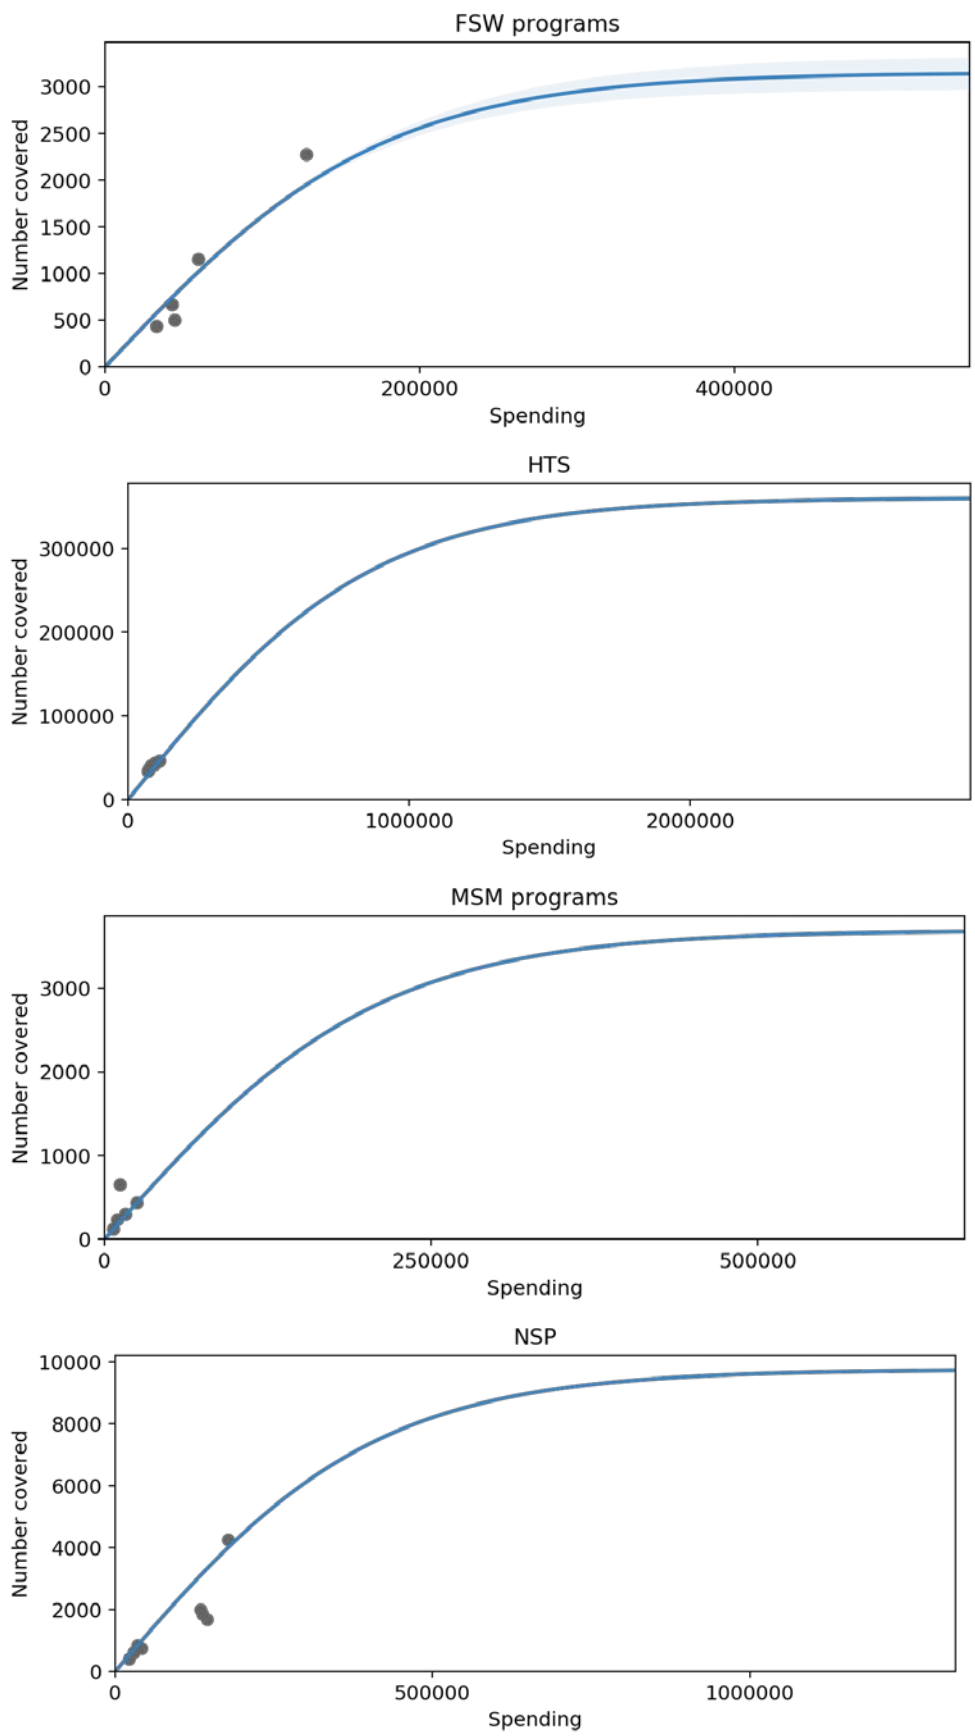 FSW programs
3000
2500
2000
1500
1000
500
0
Number covered
0 200000 400000
Spending
HTS
300000
200000
100000
0
Number covered
0 1000000 2000000
Spending
MSM programs
3000
2000
1000
0
Number covered
0 250000 500000
Spending
NSP
10000
8000
6000
4000
2000
0
Number covered
0 500000 1000000
Spending